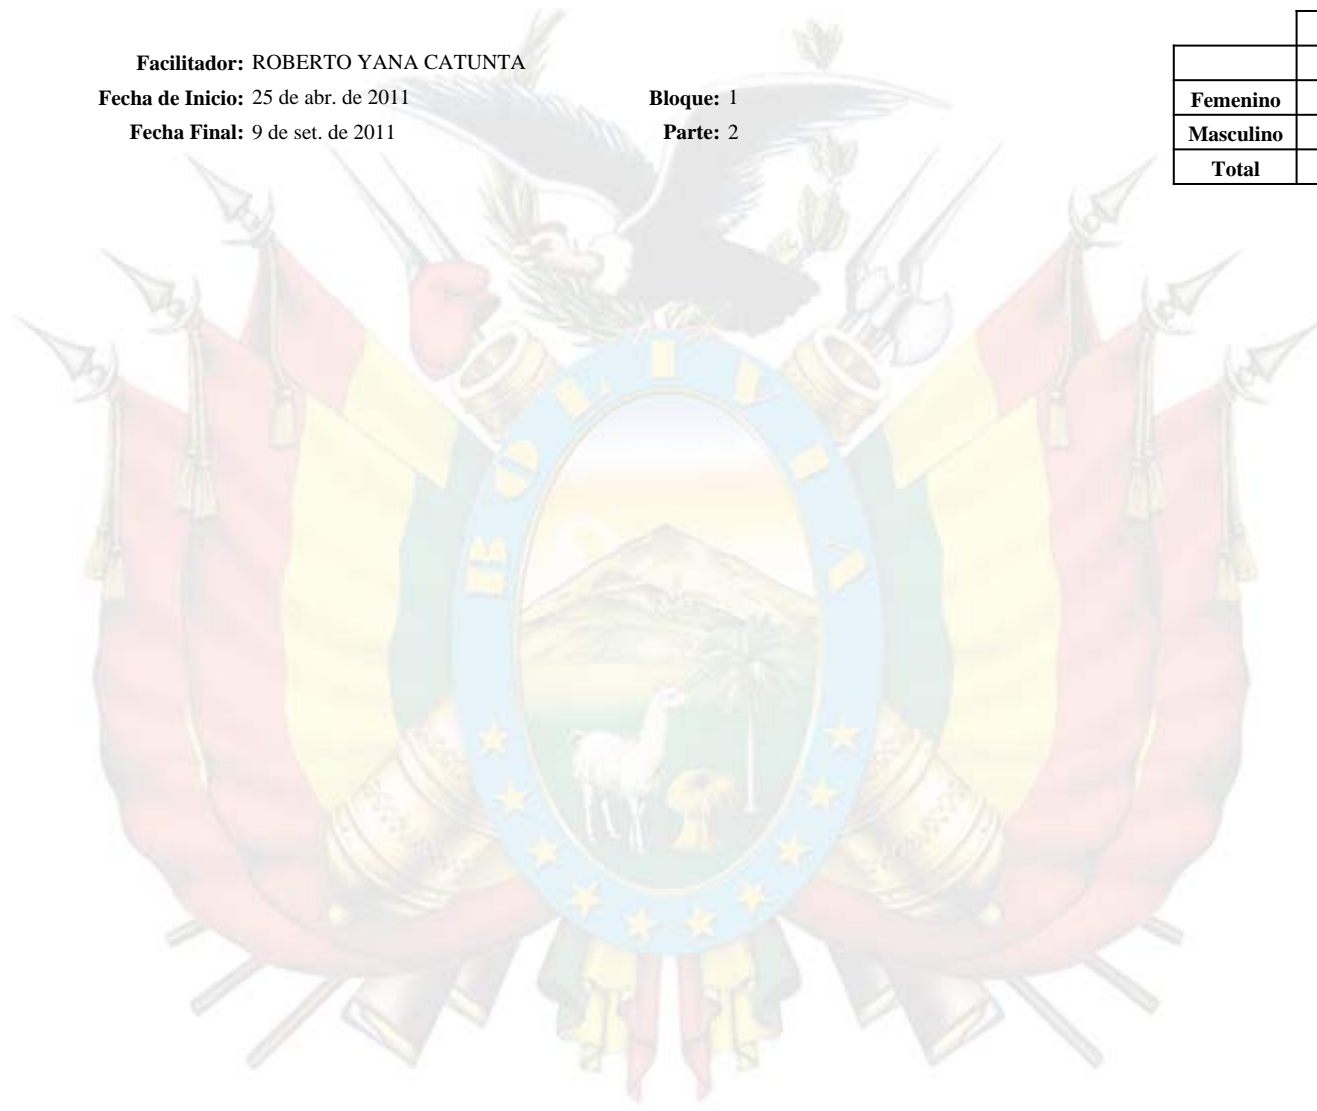 Facilitador: ROBERTO YANA CATUNTA
Fecha de Inicio: 25 de abr. de 2011 Bloque: 1
Fecha Final: 9 de set. de 2011 Parte: 2
Femenino
Masculino
Total
BOLIVIA